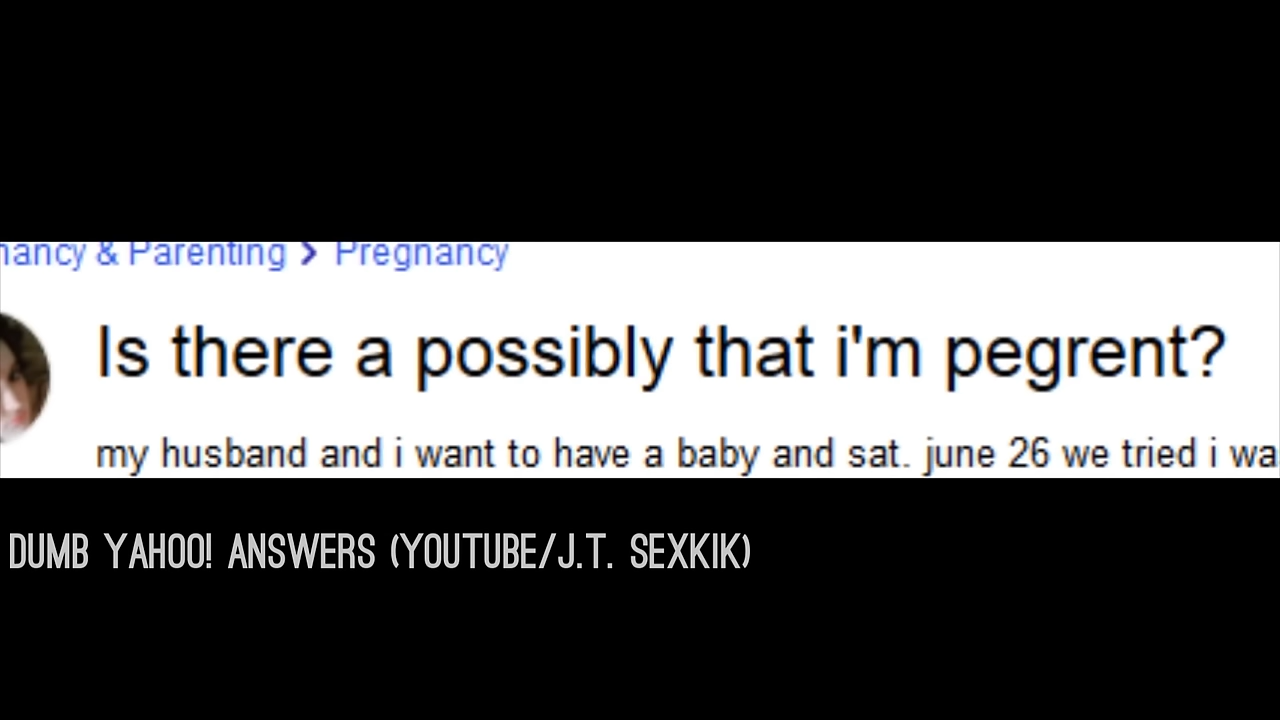 nancy & Parenting > Pregnancy
Is there a possibly that i'm pegrent?
my husband and i want to have a baby and sat. june 26 we tried i wa
DUMB YAHOO! ANSWERS (YOUTUBE/J.T. SEXKIK)